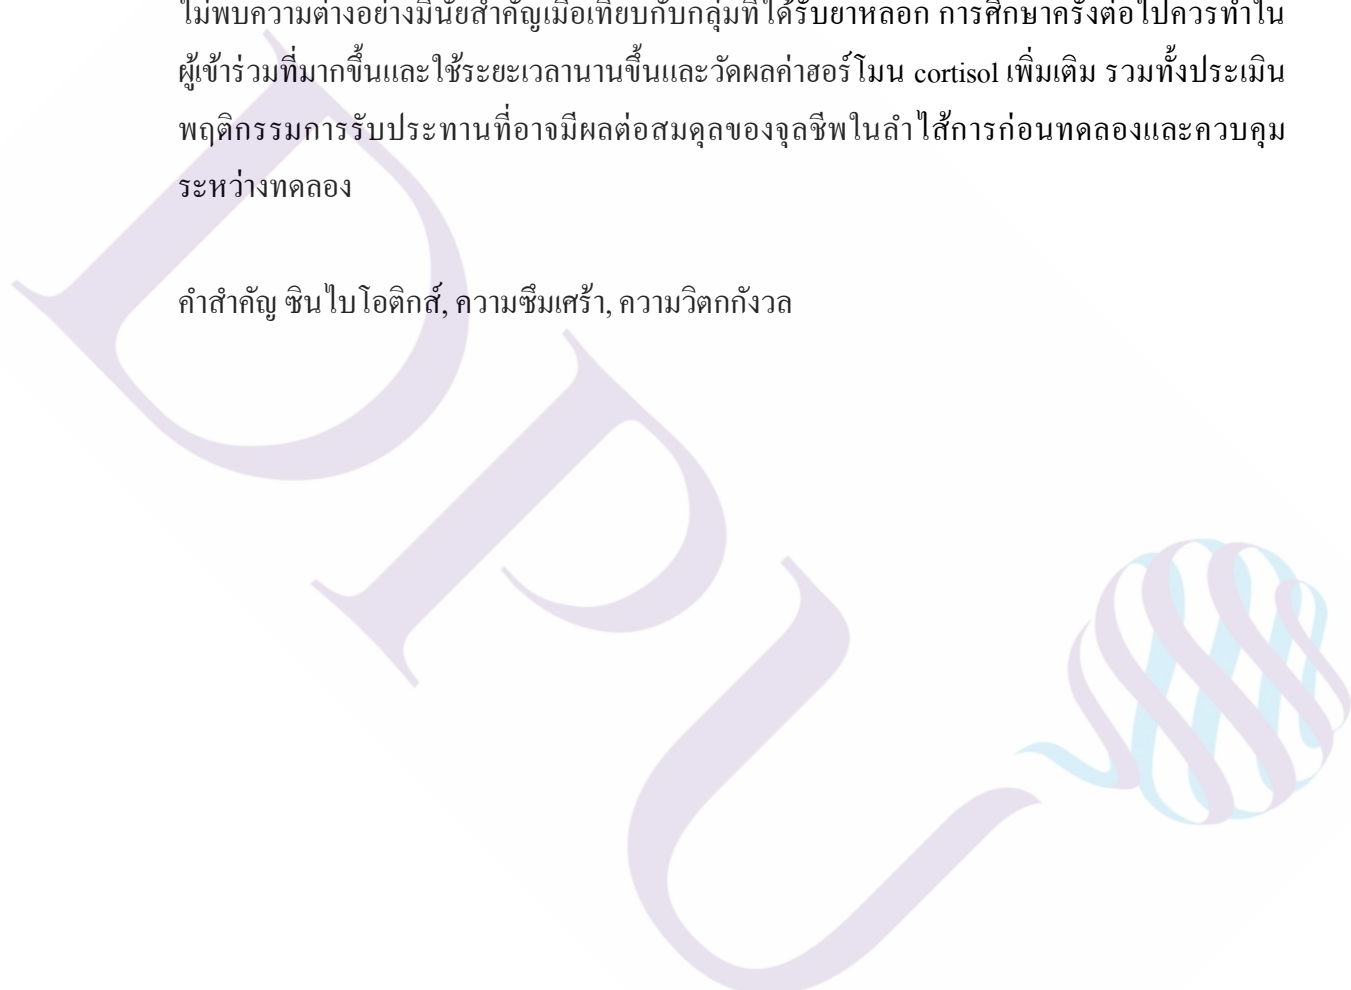 ไม่พบความต่างอย่างมีนัยสำคัญเมื่อเทียบกับกลุ่มที่ได้รับยาหลอก การศึกษาครั้งต่อไปควรทำใน
ผู้เข้าร่วมที่มากขึ้นและใช้ระยะเวลานานขึ้นและวัดผลค่าฮอร์โมน cortisol เพิ่มเติม รวมทั้งประเมิน
พฤติกรรมการรับประทานที่อาจมีผลต่อสมดุลของจุลชีพในลำไส้การก่อนทดลองและควบคุม
ระหว่างทดลอง
คำสำคัญ ซินไบโอติกส์, ความซึมเศร้า, ความวิตกกังวล
DPU